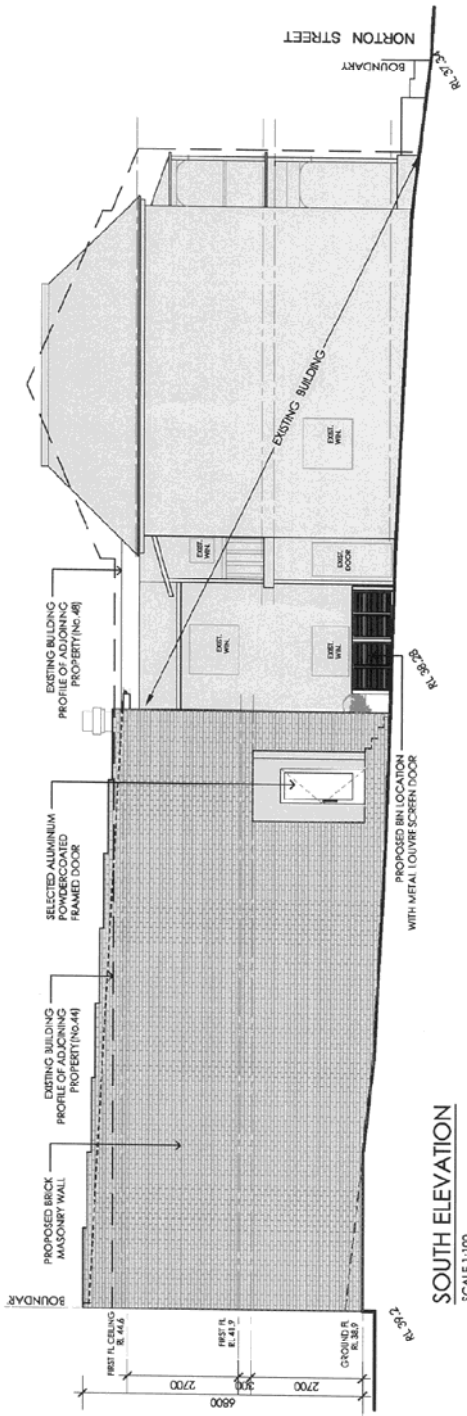 PROPOSED BRICK
MASONRY WALL
EXISTING BUILDING
PROFILE OF ADJOINING
PROPERTY(No.44)
SELECTED ALUMINIUM
POWDERCOATED
FRAMED DOOR
EXISTING BUILDING
PROFILE OF ADJOINING
PROPERTY(No.48)
BOUNDAR
FIRST FL CEILING
RL 44.6
FIRST FL
RL 41.9
GROUND FL
RL 38.9
6800
2700
300
2700
RL 39.2
EXIST.
WIN.
EXIST.
WIN.
EXIST.
WIN.
EXIST.
DOOR
EXIST.
WIN.
EXISTING BUILDING
RL 38.28
PROPOSED BIN LOCATION
WITH METAL LOUVRE SCREEN DOOR
BOUNDARY
NORTON STREET
RL 37.34
SOUTH ELEVATION
SCALE 1:100